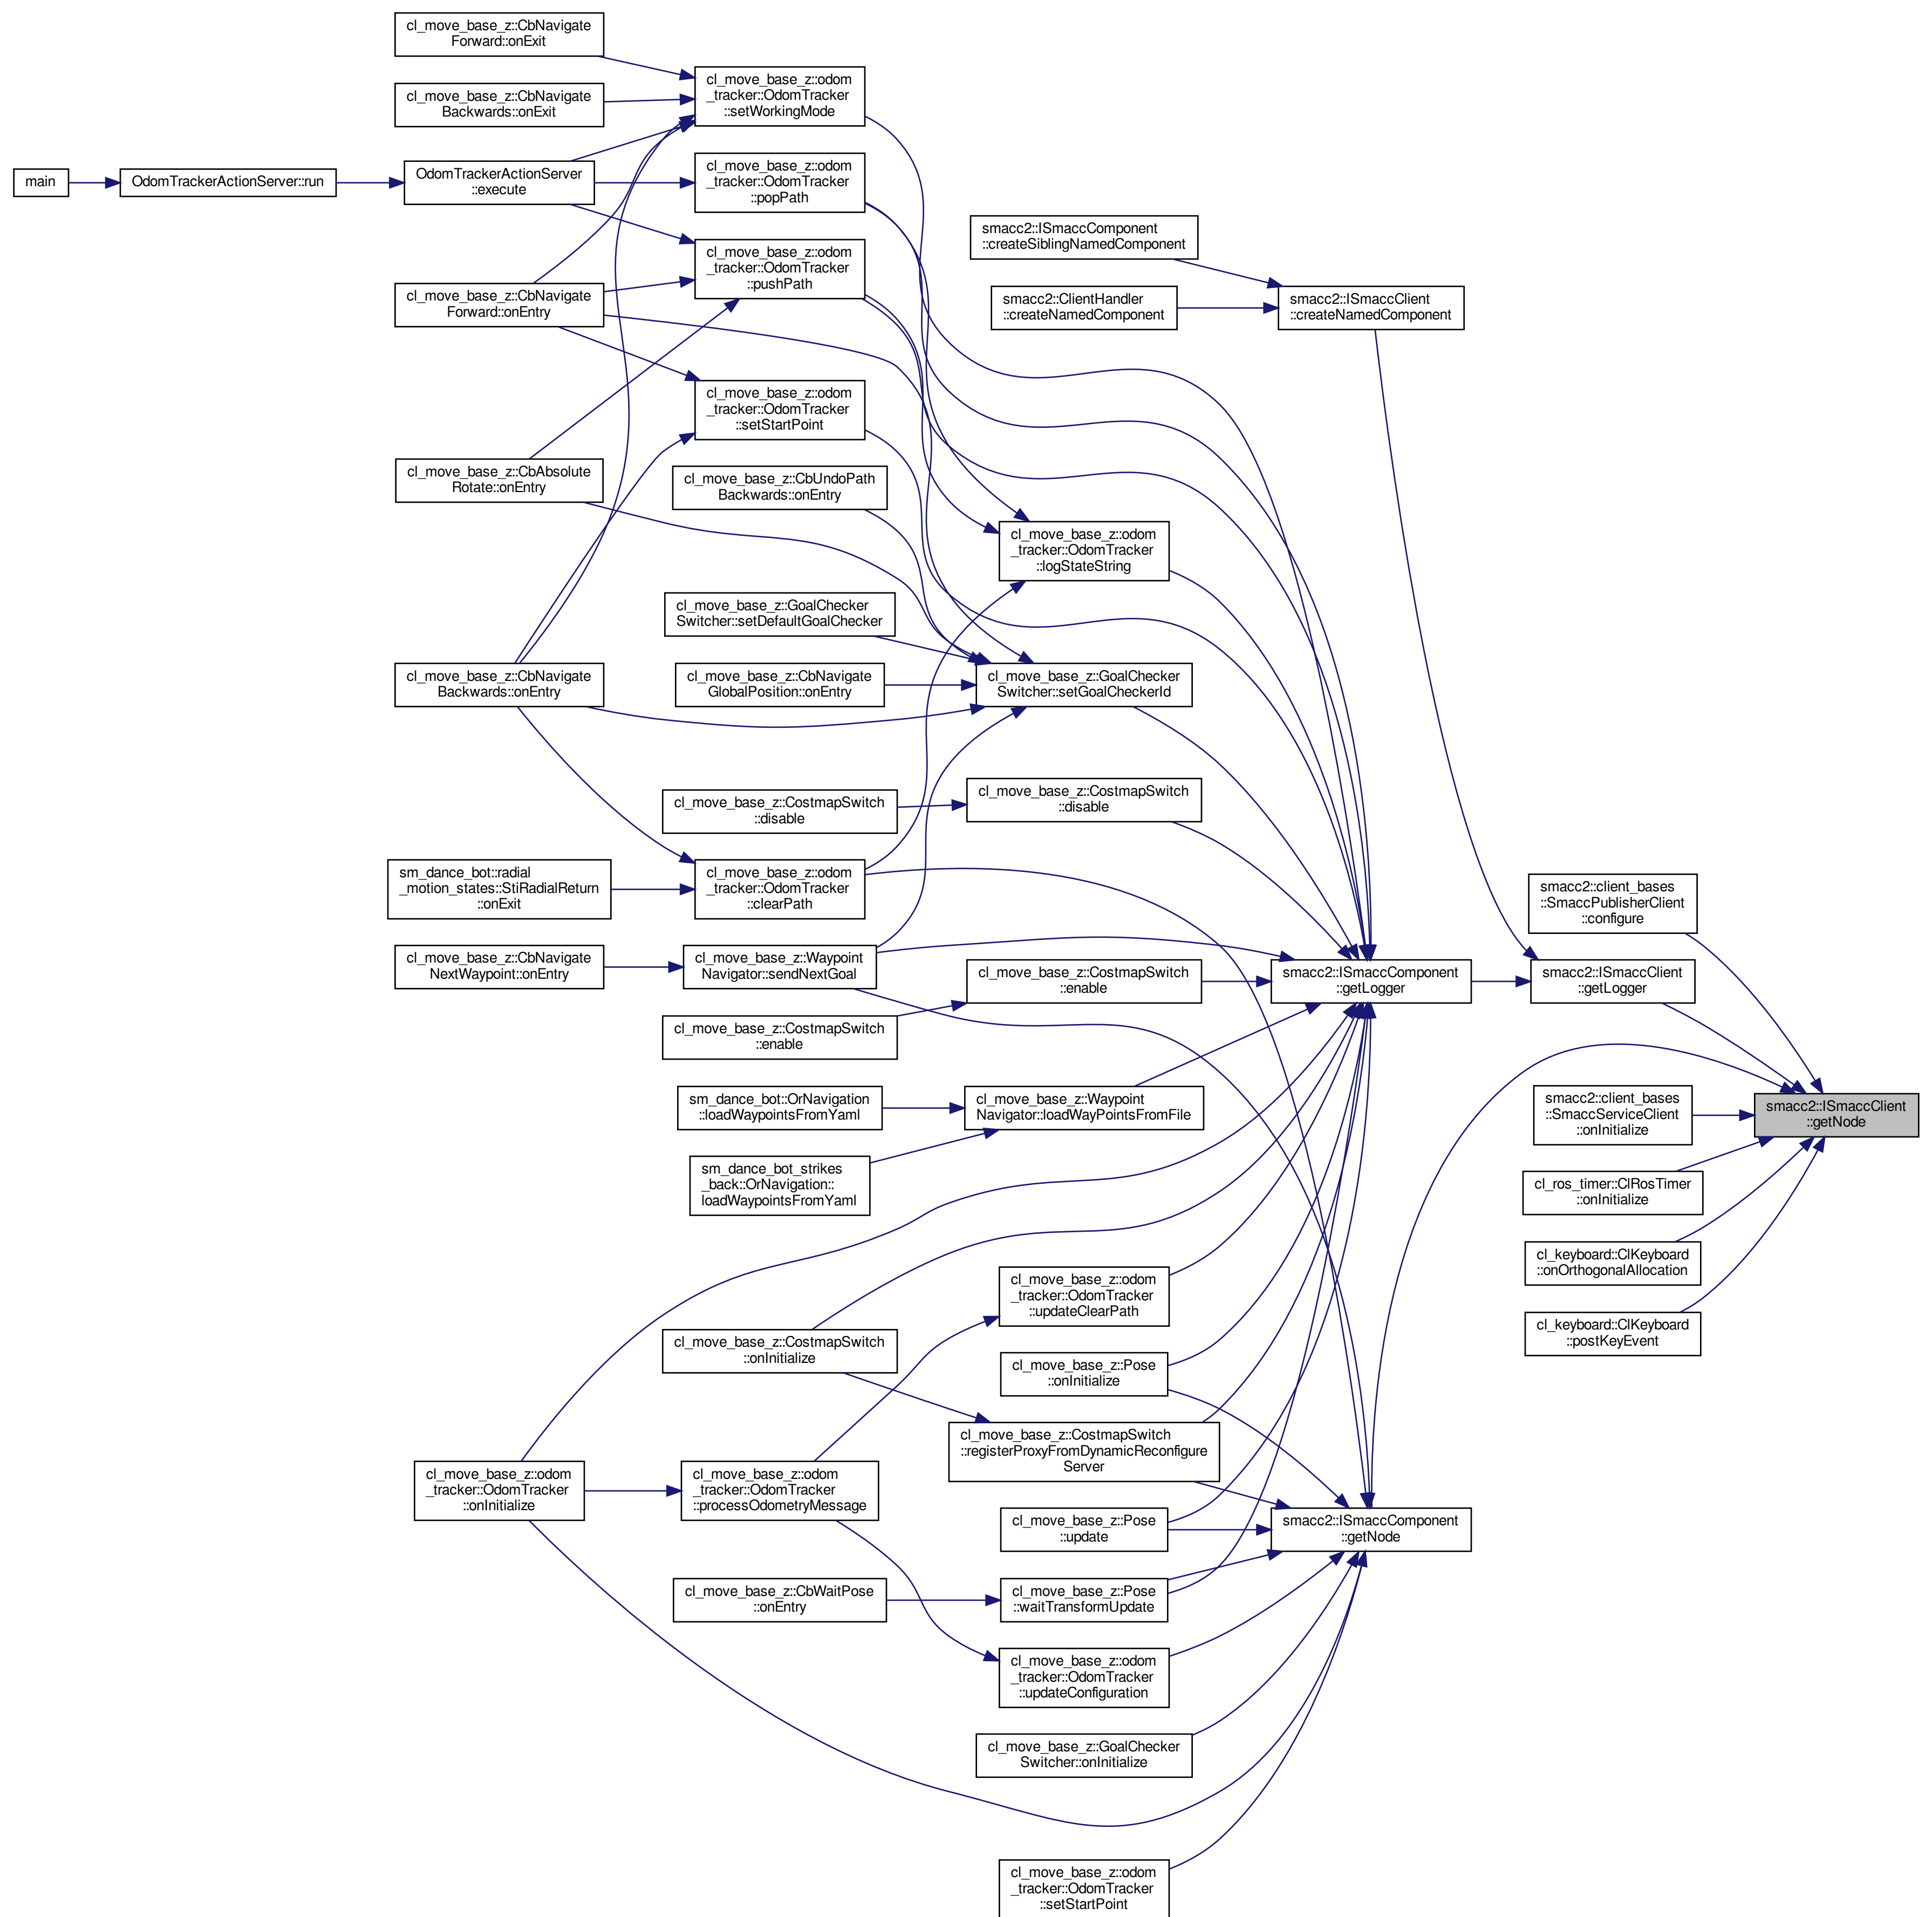 cl_move_base_z::CbNavigate
Forward::onExit
cl_move_base_z::CbNavigate
Backwards::onExit
main
OdomTrackerActionServer::run
OdomTrackerActionServer
::execute
cl_move_base_z::CbNavigate
Forward::onEntry
cl_move_base_z::CbAbsolute
Rotate::onEntry
cl_move_base_z::CbNavigate
Backwards::onEntry
sm_dance_bot::radial
_motion_states::StiRadialReturn
::onExit
cl_move_base_z::CbNavigate
NextWaypoint::onEntry
cl_move_base_z::odom
_tracker::OdomTracker
::onInitialize
cl_move_base_z::odom
_tracker::OdomTracker
::setWorkingMode
cl_move_base_z::odom
_tracker::OdomTracker
::popPath
cl_move_base_z::odom
_tracker::OdomTracker
::pushPath
cl_move_base_z::odom
_tracker::OdomTracker
::setStartPoint
cl_move_base_z::CbUndoPath
Backwards::onEntry
cl_move_base_z::GoalChecker
Switcher::setDefaultGoalChecker
cl_move_base_z::CbNavigate
GlobalPosition::onEntry
cl_move_base_z::CostmapSwitch
::disable
cl_move_base_z::odom
_tracker::OdomTracker
::clearPath
cl_move_base_z::Waypoint
Navigator::sendNextGoal
cl_move_base_z::CostmapSwitch
::enable
sm_dance_bot::OrNavigation
::loadWaypointsFromYaml
sm_dance_bot_strikes
_back::OrNavigation::
loadWaypointsFromYaml
cl_move_base_z::CostmapSwitch
::onInitialize
cl_move_base_z::odom
_tracker::OdomTracker
::processOdometryMessage
cl_move_base_z::CbWaitPose
::onEntry
smacc2::ISmaccComponent
::createSiblingNamedComponent
smacc2::ClientHandler
::createNamedComponent
cl_move_base_z::odom
_tracker::OdomTracker
::logStateString
cl_move_base_z::GoalChecker
Switcher::setGoalCheckerId
cl_move_base_z::CostmapSwitch
::disable
cl_move_base_z::CostmapSwitch
::enable
cl_move_base_z::Waypoint
Navigator::loadWayPointsFromFile
cl_move_base_z::odom
_tracker::OdomTracker
::updateClearPath
cl_move_base_z::Pose
::onInitialize
cl_move_base_z::CostmapSwitch
::registerProxyFromDynamicReconfigure
Server
cl_move_base_z::Pose
::update
cl_move_base_z::Pose
::waitTransformUpdate
cl_move_base_z::odom
_tracker::OdomTracker
::updateConfiguration
cl_move_base_z::GoalChecker
Switcher::onInitialize
cl_move_base_z::odom
_tracker::OdomTracker
::setStartPoint
smacc2::ISmaccClient
::createNamedComponent
smacc2::ISmaccComponent
::getLogger
smacc2::ISmaccComponent
::getNode
smacc2::client_bases
::SmaccPublisherClient
::configure
smacc2::ISmaccClient
::getLogger
smacc2::client_bases
::SmaccServiceClient
::onInitialize
cl_ros_timer::ClRosTimer
::onInitialize
cl_keyboard::ClKeyboard
::onOrthogonalAllocation
cl_keyboard::ClKeyboard
::postKeyEvent
smacc2::ISmaccClient
::getNode